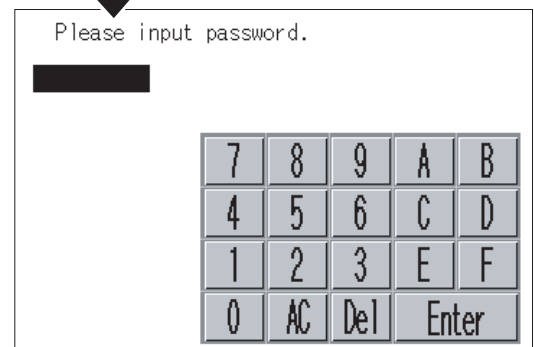 Please input password.
7 8 9 A B
4 5 6 C D
1 2 3 E F
0 AC Del Enter